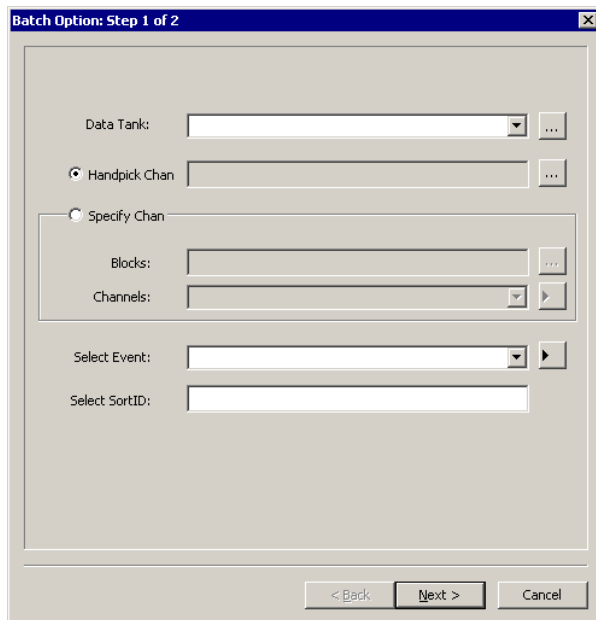 Batch Option: Step 1 of 2
Data Tank:
...
Handpick Chan
...
Specify Chan
Blocks:
...
Channels:
Select Event:
Select SortID:
< Back
Next >
Cancel